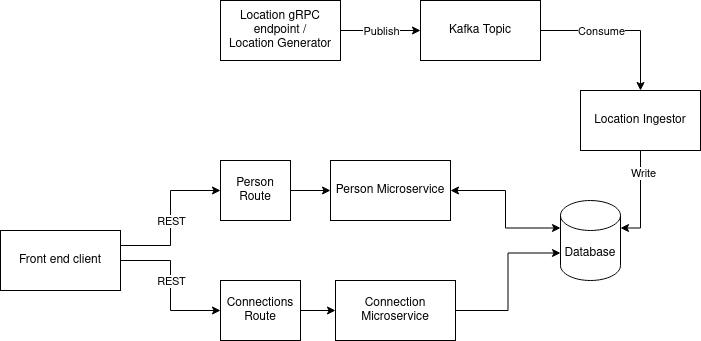 Location gRPC
endpoint /
Location Generator
Publish
Kafka Topic
Consume
Location Ingestor
Write
Person
Route
Person Microservice
REST
Database
Front end client
REST
Connections
Route
Connection
Microservice